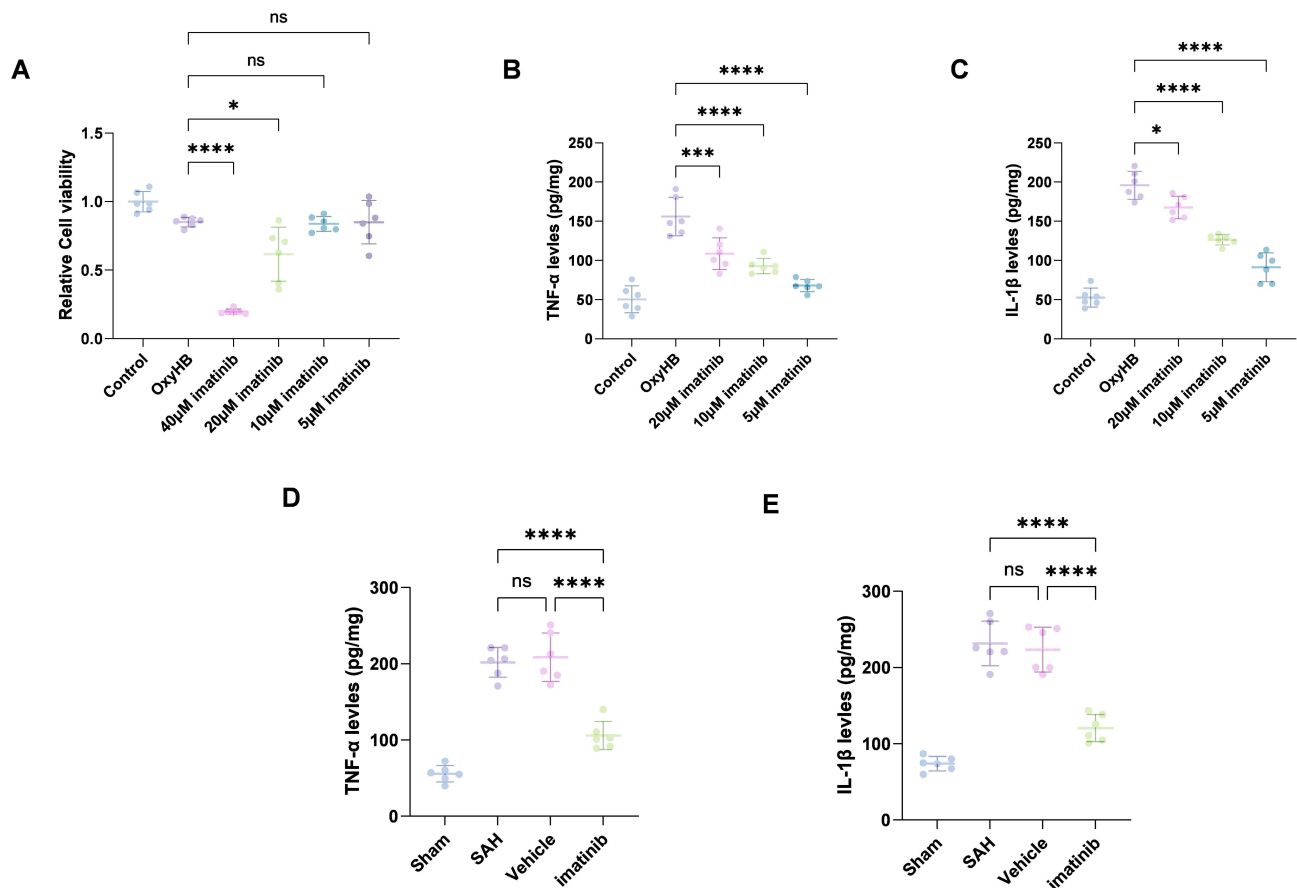 ns
A
ns
*
****
Relative Cell viability
1.5
1.0
0.5
0.0
Control
OxyHB
40μM imatinib
20μM imatinib
10μM imatinib
5μM imatinib
B
****
****
***
TNF-α levles (pg/mg)
250
200
150
100
50
0
Control
OxyHB
20μM imatinib
10μM imatinib
5μM imatinib
C
****
****
*
IL-1β levles (pg/mg)
250
200
150
100
50
0
Control
OxyHB
20μM imatinib
10μM imatinib
5μM imatinib
D
****
ns
****
TNF-α levles (pg/mg)
300
200
100
0
Sham
SAH
Vehicle
imatinib
E
****
ns
****
IL-1β levles (pg/mg)
300
200
100
0
Sham
SAH
Vehicle
imatinib